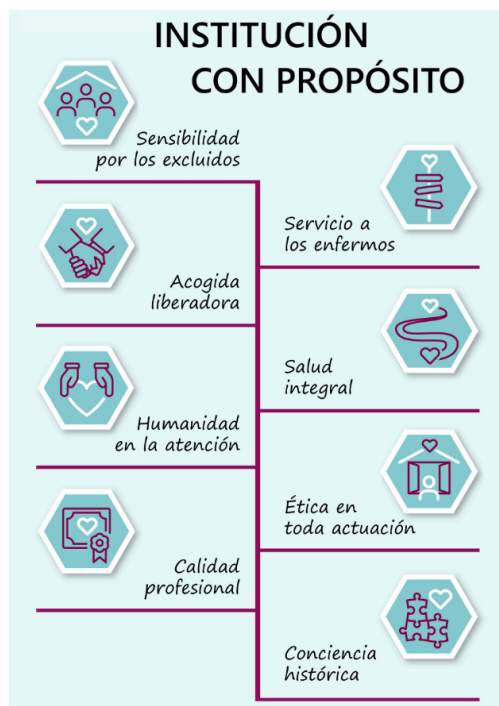 INSTITUCIÓN
CON PROPÓSITO
Sensibilidad
por los excluidos
Servicio a
los enfermos
Acogida
liberadora
Salud
integral
Humanidad
en la atención
Ética en
toda actuación
Calidad
profesional
Conciencia
histórica